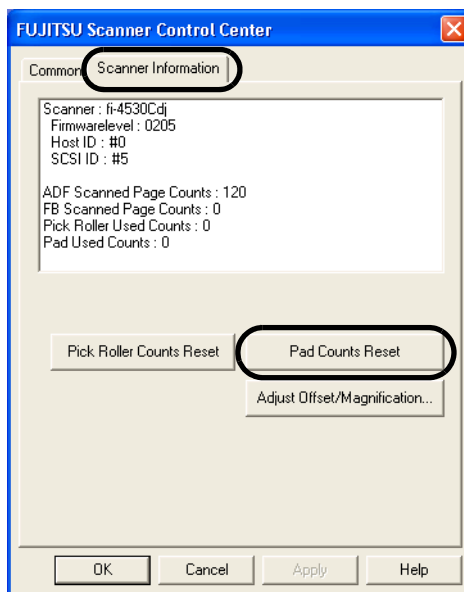 FUJITSU Scanner Control Center
Common Scanner Information
Scanner : fi-4530Cdj
Firmwarelevel : 0205
Host ID : #0
SCSI ID : #5
ADF Scanned Page Counts : 120
FB Scanned Page Counts : 0
Pick Roller Used Counts : 0
Pad Used Counts : 0
Pick Roller Counts Reset Pad Counts Reset
Adjust Offset/Magnification...
OK Cancel Apply Help